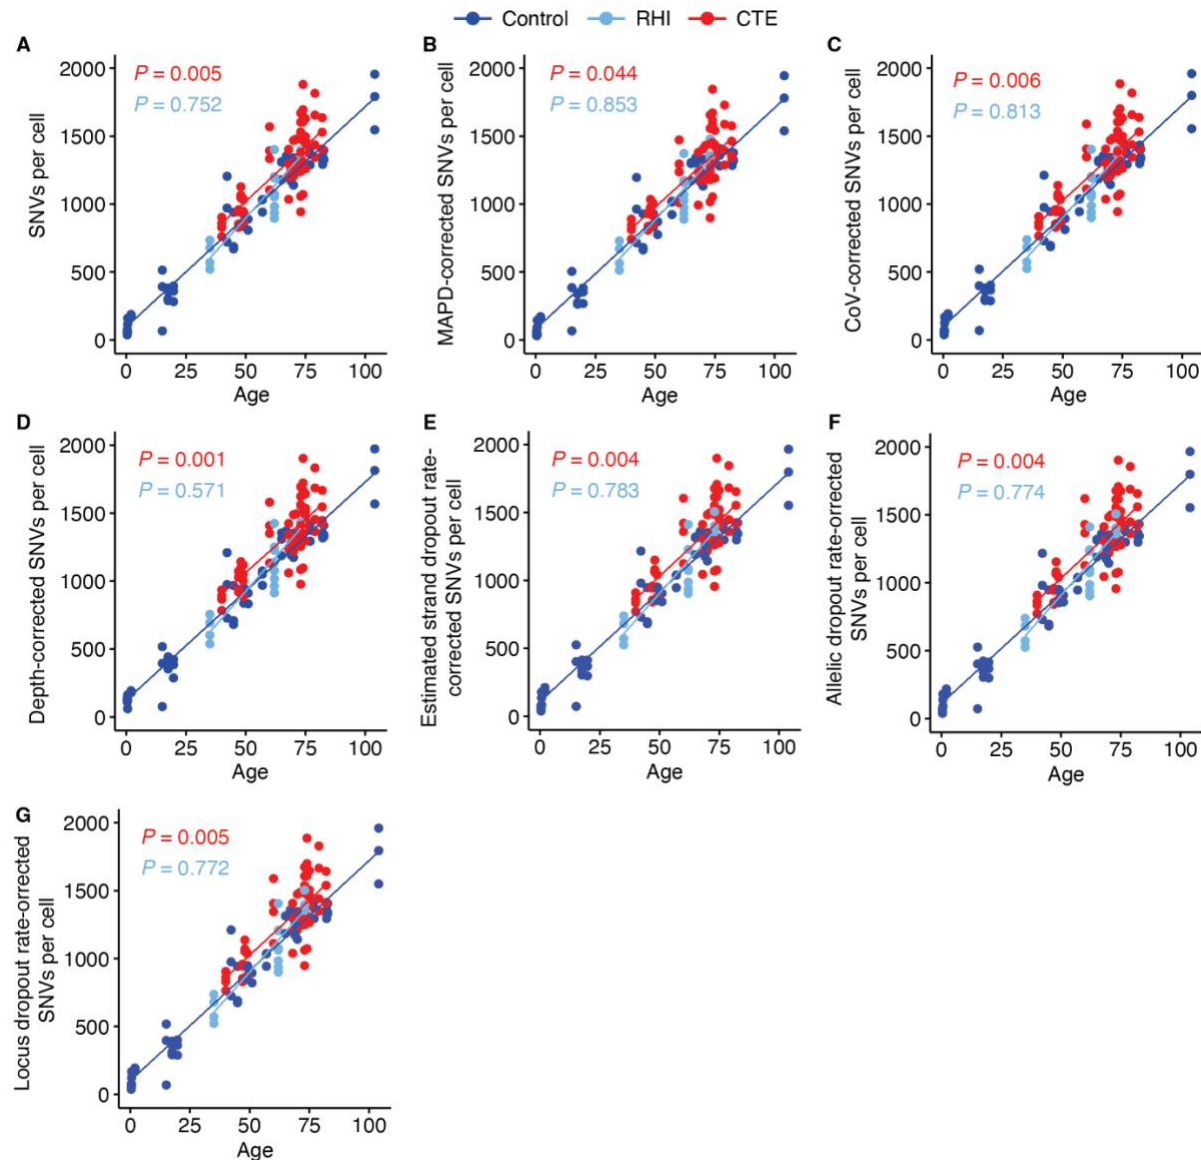 Control RHI CTE
A
P = 0.005
P = 0.752
SNVs per cell
2000
1500
1000
500
0
0 25 50 75 100
Age
B
P = 0.044
P = 0.853
MAPD-corrected SNVs per cell
2000
1500
1000
500
0
0 25 50 75 100
Age
C
P = 0.006
P = 0.813
CoV-corrected SNVs per cell
2000
1500
1000
500
0
0 25 50 75 100
Age
D
P = 0.001
P = 0.571
Depth-corrected SNVs per cell
2000
1500
1000
500
0
0 25 50 75 100
Age
E
P = 0.004
P = 0.783
Estimated strand dropout rate-
corrected SNVs per cell
2000
1500
1000
500
0
0 25 50 75 100
Age
F
P = 0.004
P = 0.774
Allelic dropout rate-orrected
SNVs per cell
2000
1500
1000
500
0
0 25 50 75 100
Age
G
P = 0.005
P = 0.772
Locus dropout rate-orrected
SNVs per cell
2000
1500
1000
500
0
0 25 50 75 100
Age